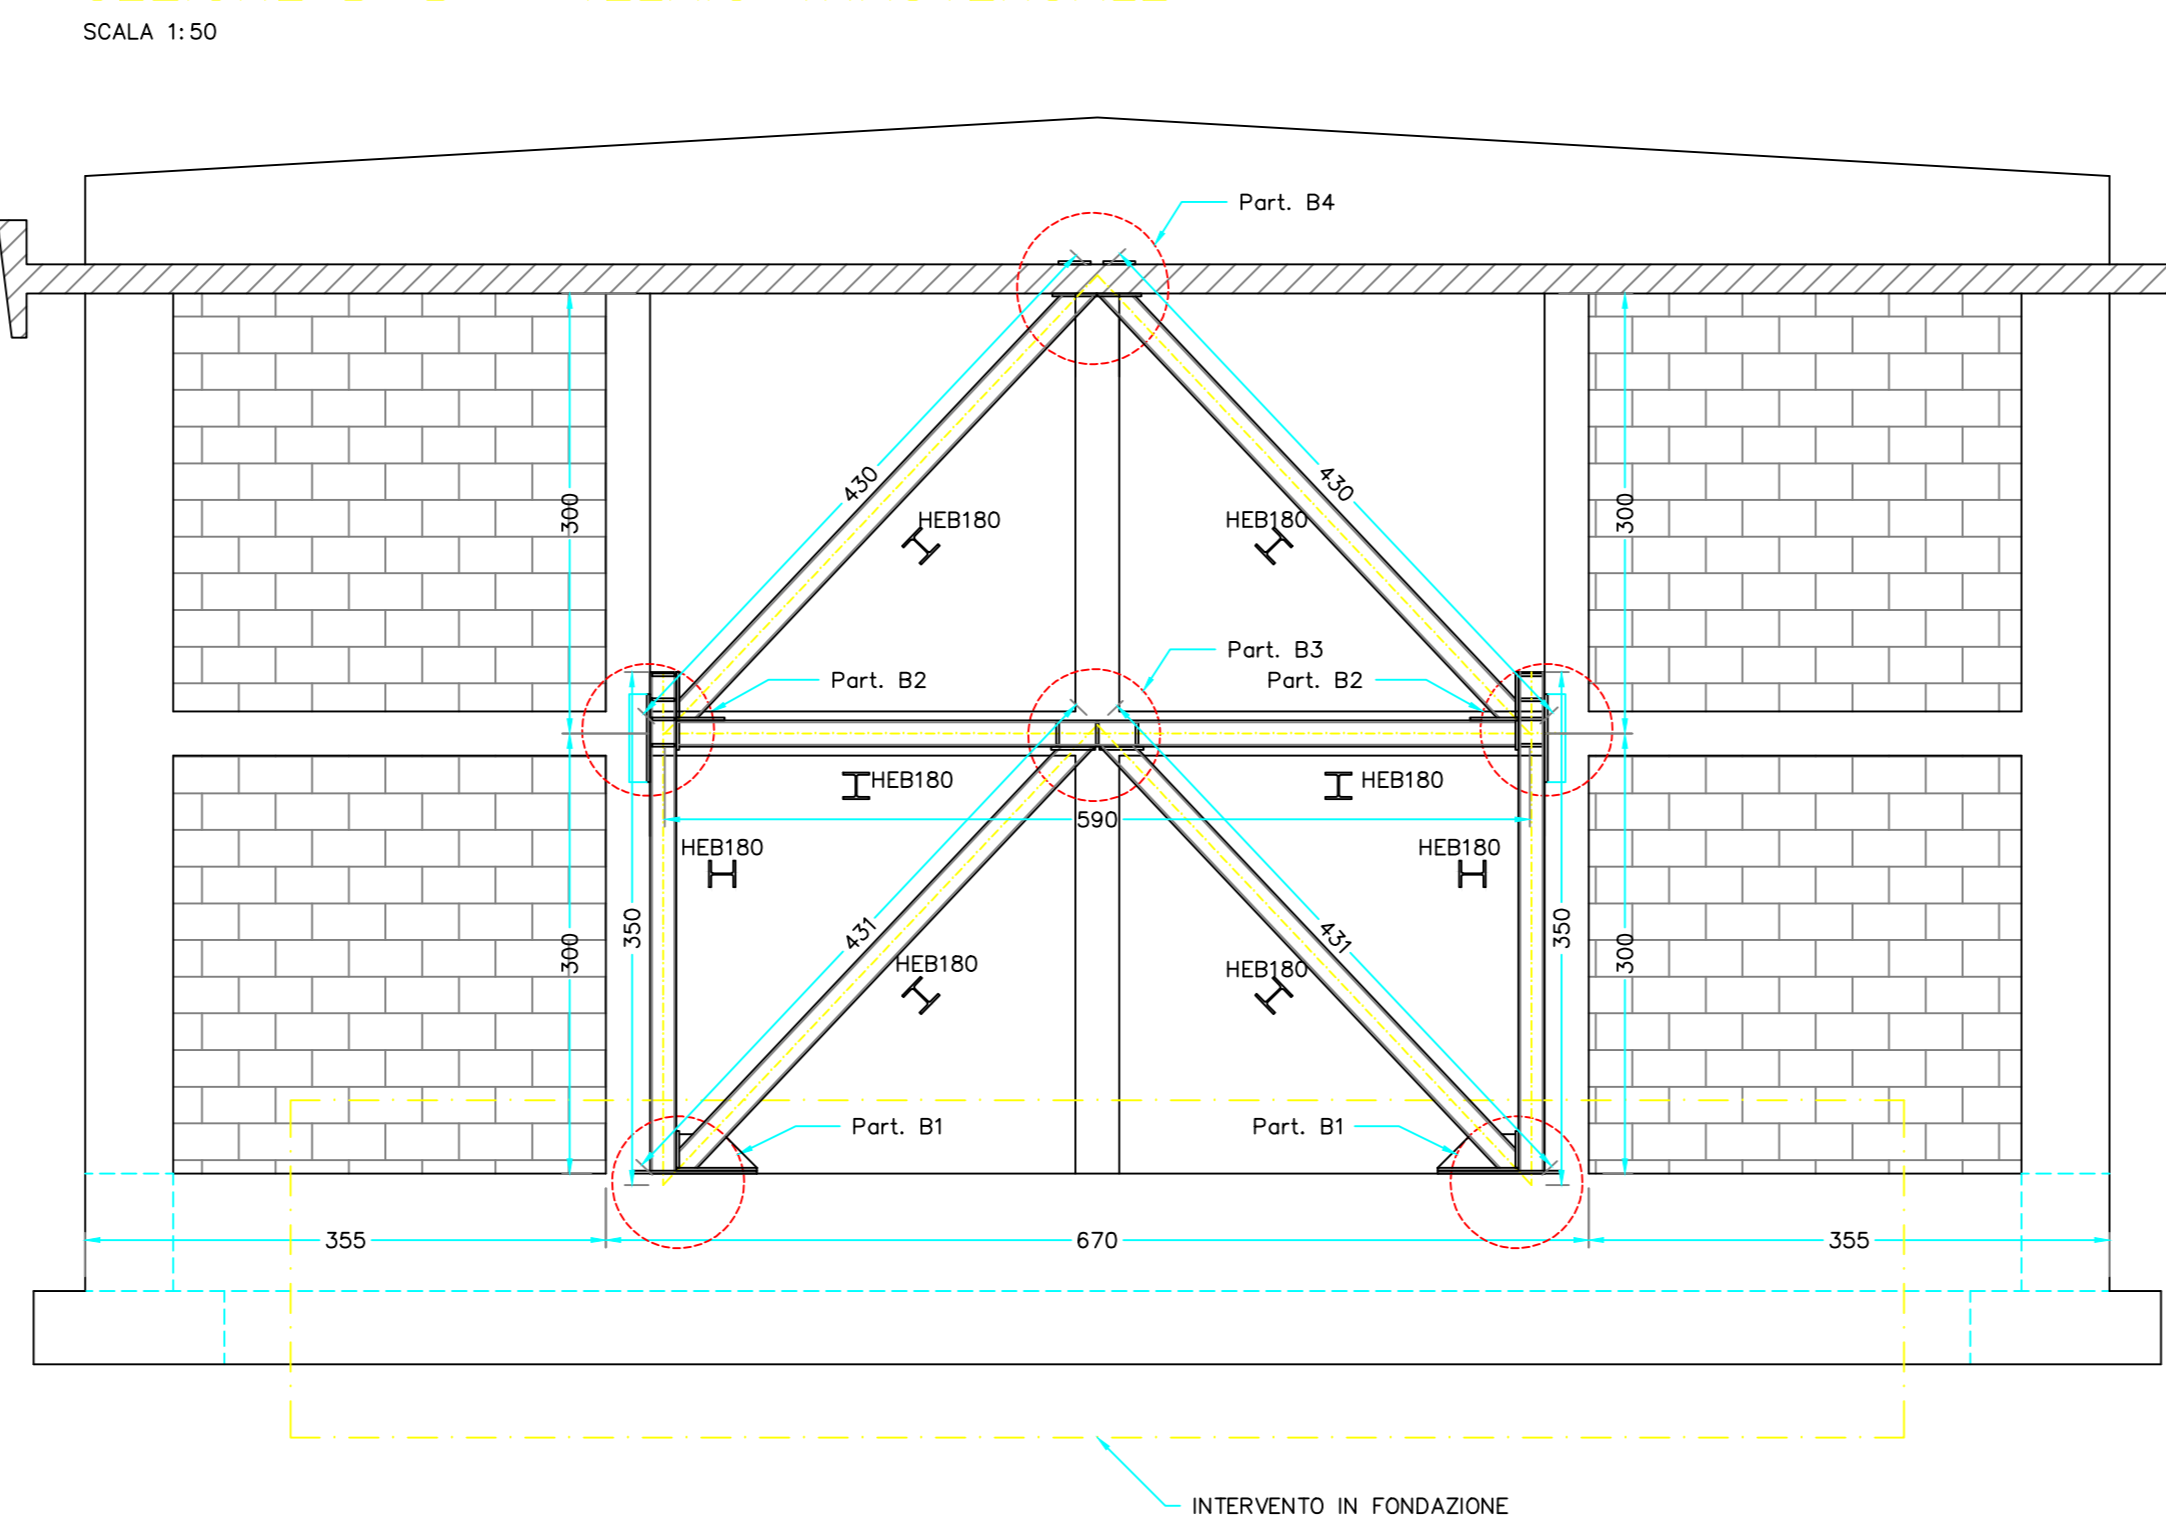 SCALA 1:50
Part. B4
430
430
300
HEB180
HEB180
300
Part. B3
Part. B2
Part. B2
HEB180
HEB180
590
HEB180
HEB180
350
431
431
350
300
HEB180
HEB180
300
Part. B1
Part. B1
355
670
355
INTERVENTO IN FONDAZIONE